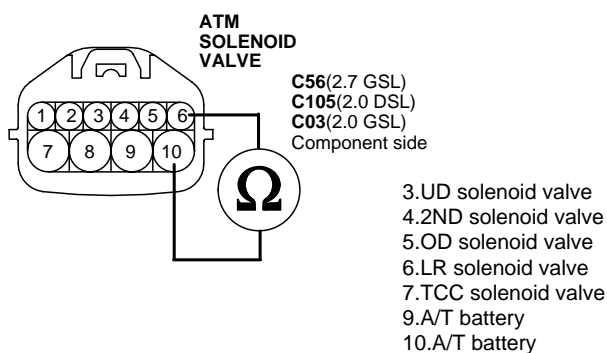 ATM
SOLENOID
VALVE
C56(2.7 GSL)
C105(2.0 DSL)
C03(2.0 GSL)
Component side
1 2 3 4 5 6
7 8 9 10
Ω
3.UD solenoid valve
4.2ND solenoid valve
5.OD solenoid valve
6.LR solenoid valve
7.TCC solenoid valve
9.A/T battery
10.A/T battery